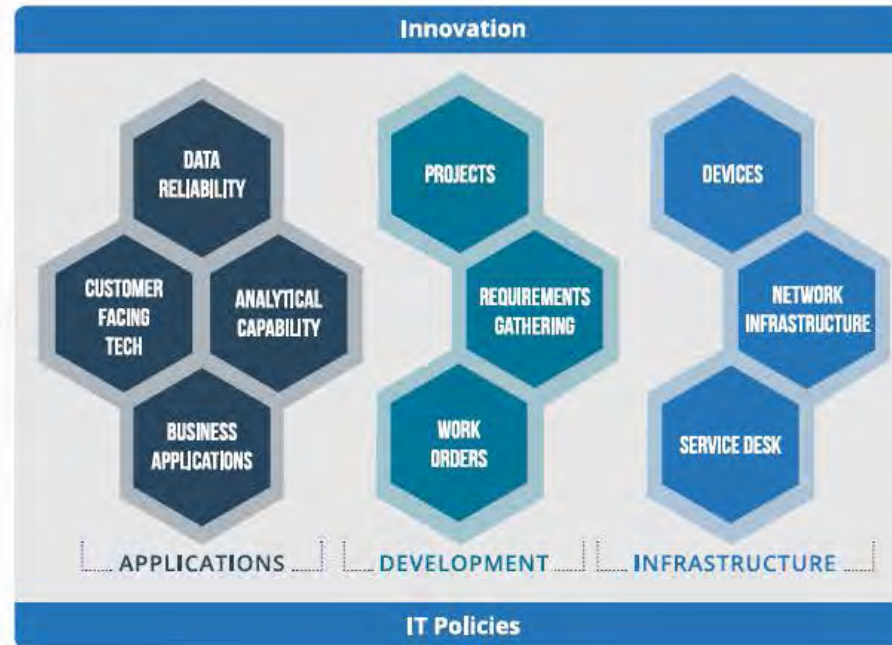 Innovation
DATA
RELIABILITY
CUSTOMER
FACING
TECH
ANALYTICAL
CAPABILITY
BUSINESS
APPLICATIONS
APPLICATIONS
PROJECTS
REQUIREMENTS
GATHERING
WORK
ORDERS
DEVELOPMENT
DEVICES
NETWORK
INFRASTRUCTURE
SERVICE DESK
INFRASTRUCTURE
IT Policies